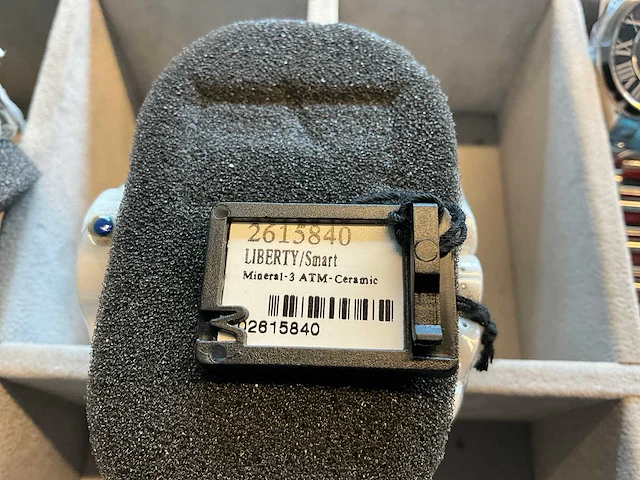 2615840
LIBERTY/Smart
Mineral-3 ATM-Ceramic
02615840